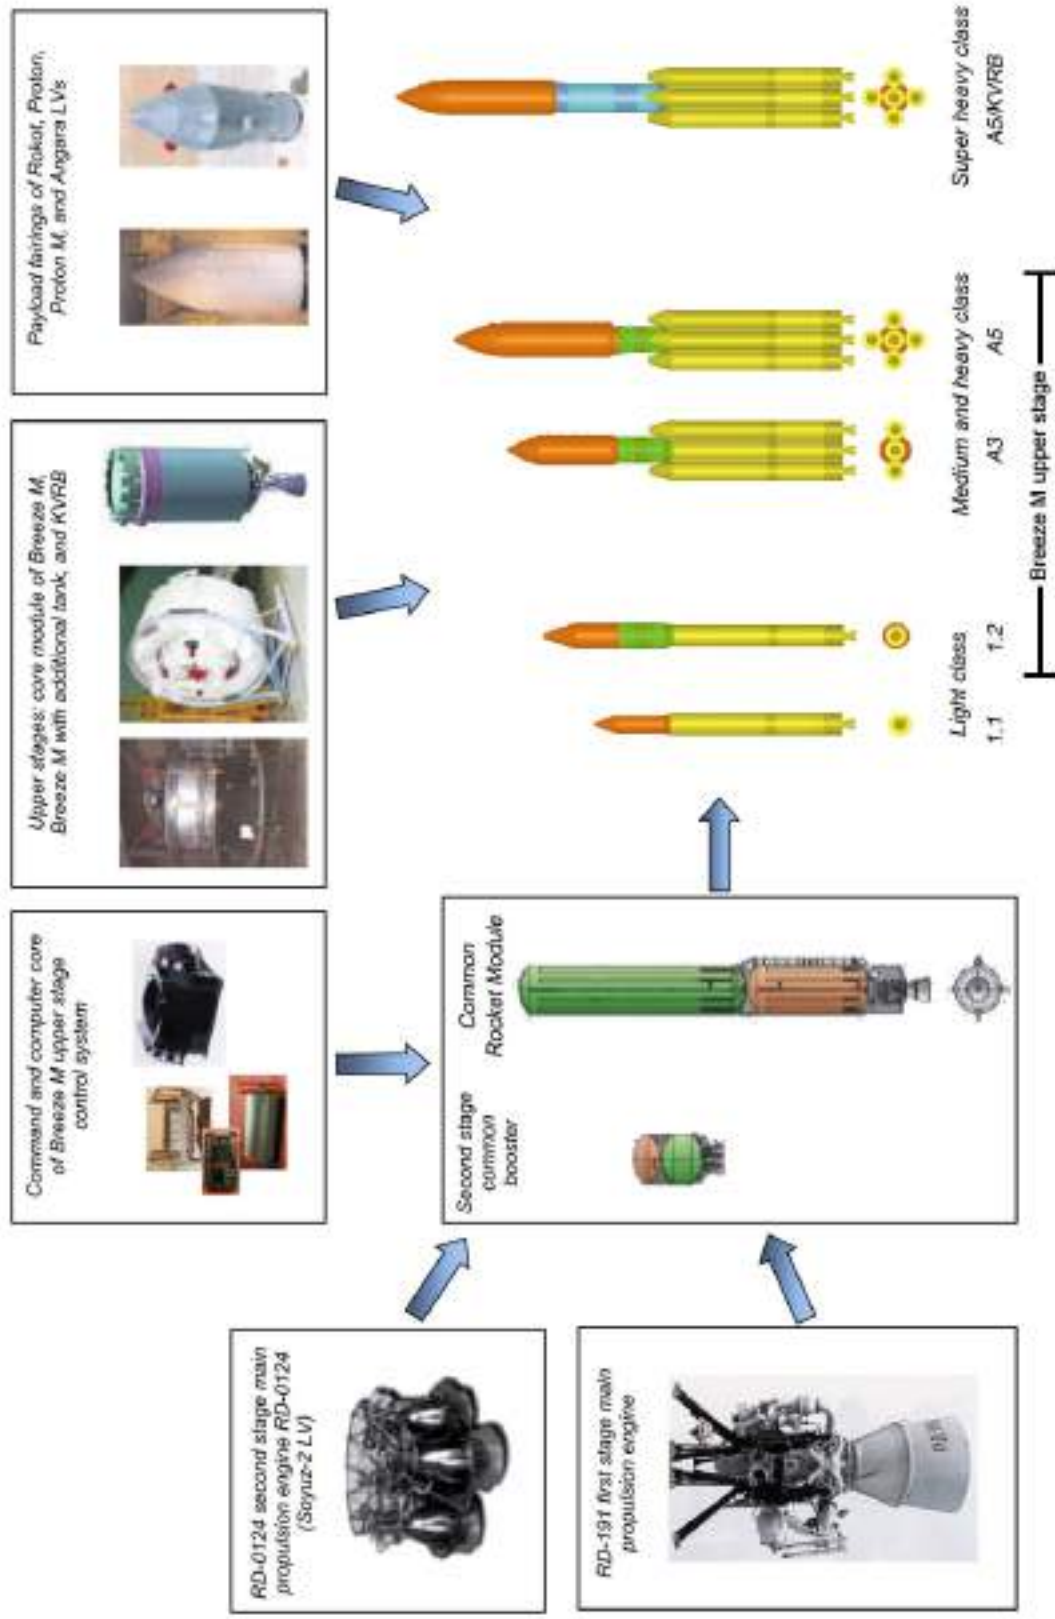 Command and computer core
of Breeze M upper stage
control system
Upper stages: core module of Breeze M,
Breeze M with additional tank, and KVRB
Payload fairings of Rokot, Proton,
Proton M, and Angara LVs
RD-0124 second stage main
propulsion engine RD-0124
(Soyuz-2 LV)
Second stage
common
booster
Common
Rocket Module
RD-191 first stage main
propulsion engine
Light class
1.1
1.2
Medium and heavy class
A3
A5
Super heavy class
A5/KVRB
Breeze M upper stage